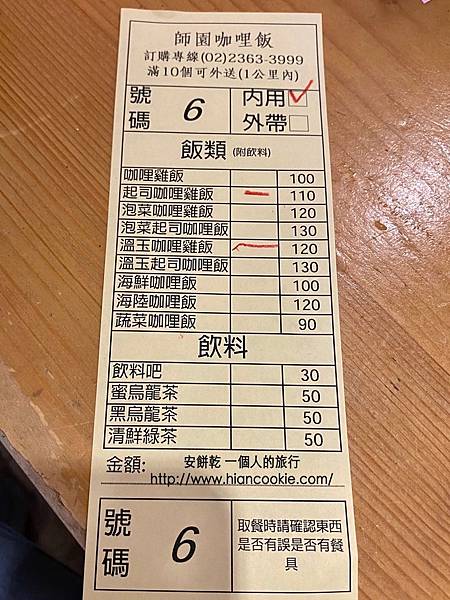 師園咖哩飯
訂購專線(02)2363-3999
滿10個可外送(1公里內)
號碼 6 內用☑
外帶☐
飯類 (附飲料)
咖哩雞飯 100
起司咖哩雞飯 110
泡菜咖哩雞飯 120
泡菜起司咖哩飯 130
溫玉咖哩雞飯 120
溫玉起司咖哩飯 130
海鮮咖哩飯 100
海陸咖哩飯 120
蔬菜咖哩飯 90
飲料
飲料吧 30
蜜烏龍茶 50
黑烏龍茶 50
清鮮綠茶 50
金額: 安餅乾 一個人的旅行
http://www.hiancookie.com/
號碼 6
取餐時請確認東西
是否有誤是否有餐
具